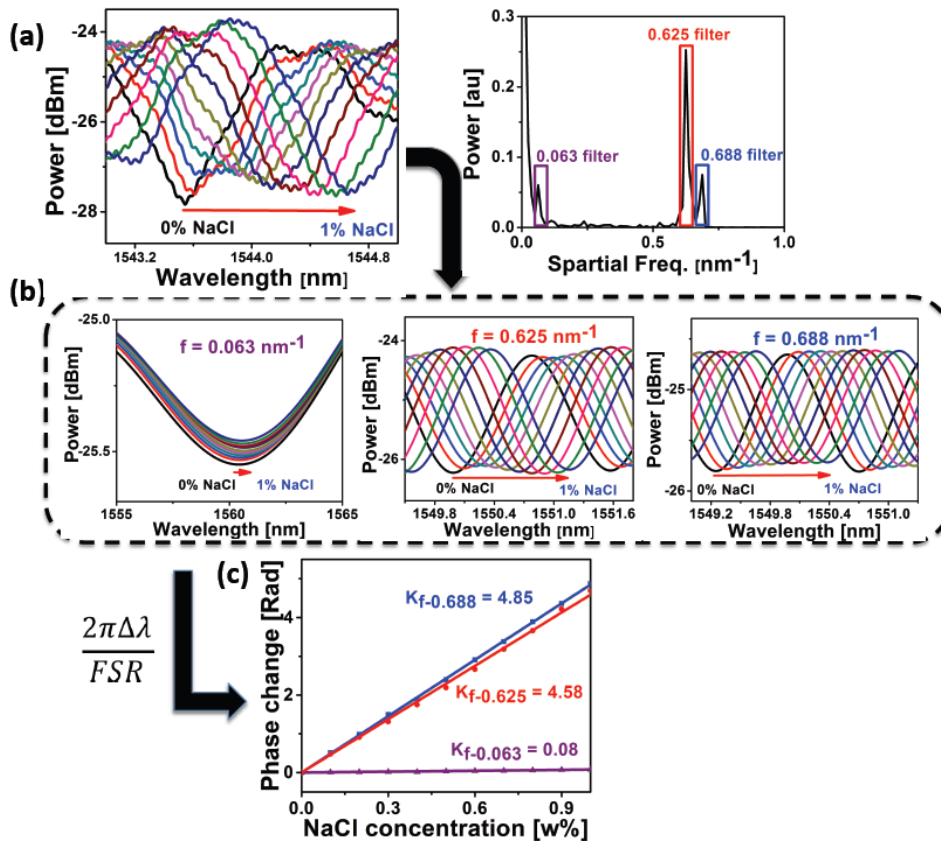 (a)
-24
-26
-28
Power [dBm]
0% NaCl
1% NaCl
1543.2
1544.0
1544.8
Wavelength [nm]
0.3
0.2
0.1
0.0
Power [au]
0.625 filter
0.063 filter
0.688 filter
0.0
0.5
1.0
Spartial Freq. [nm-1]
(b)
-25.0
-25.5
Power [dBm]
f = 0.063 nm-1
0% NaCl
1% NaCl
1555
1560
1565
Wavelength [nm]
-24
-26
Power [dBm]
f = 0.625 nm-1
0% NaCl
1% NaCl
1549.8
1550.4
1551.0
1551.6
Wavelength [nm]
-25
-26
Power [dBm]
f = 0.688 nm-1
0% NaCl
1% NaCl
1549.2
1549.8
1550.4
1551.0
Wavelength [nm]
2πΔλ
FSR
(c)
4
2
0
Phase change [Rad]
Kf-0.688 = 4.85
Kf-0.625 = 4.58
Kf-0.063 = 0.08
0.0
0.3
0.6
0.9
NaCl concentration [w%]